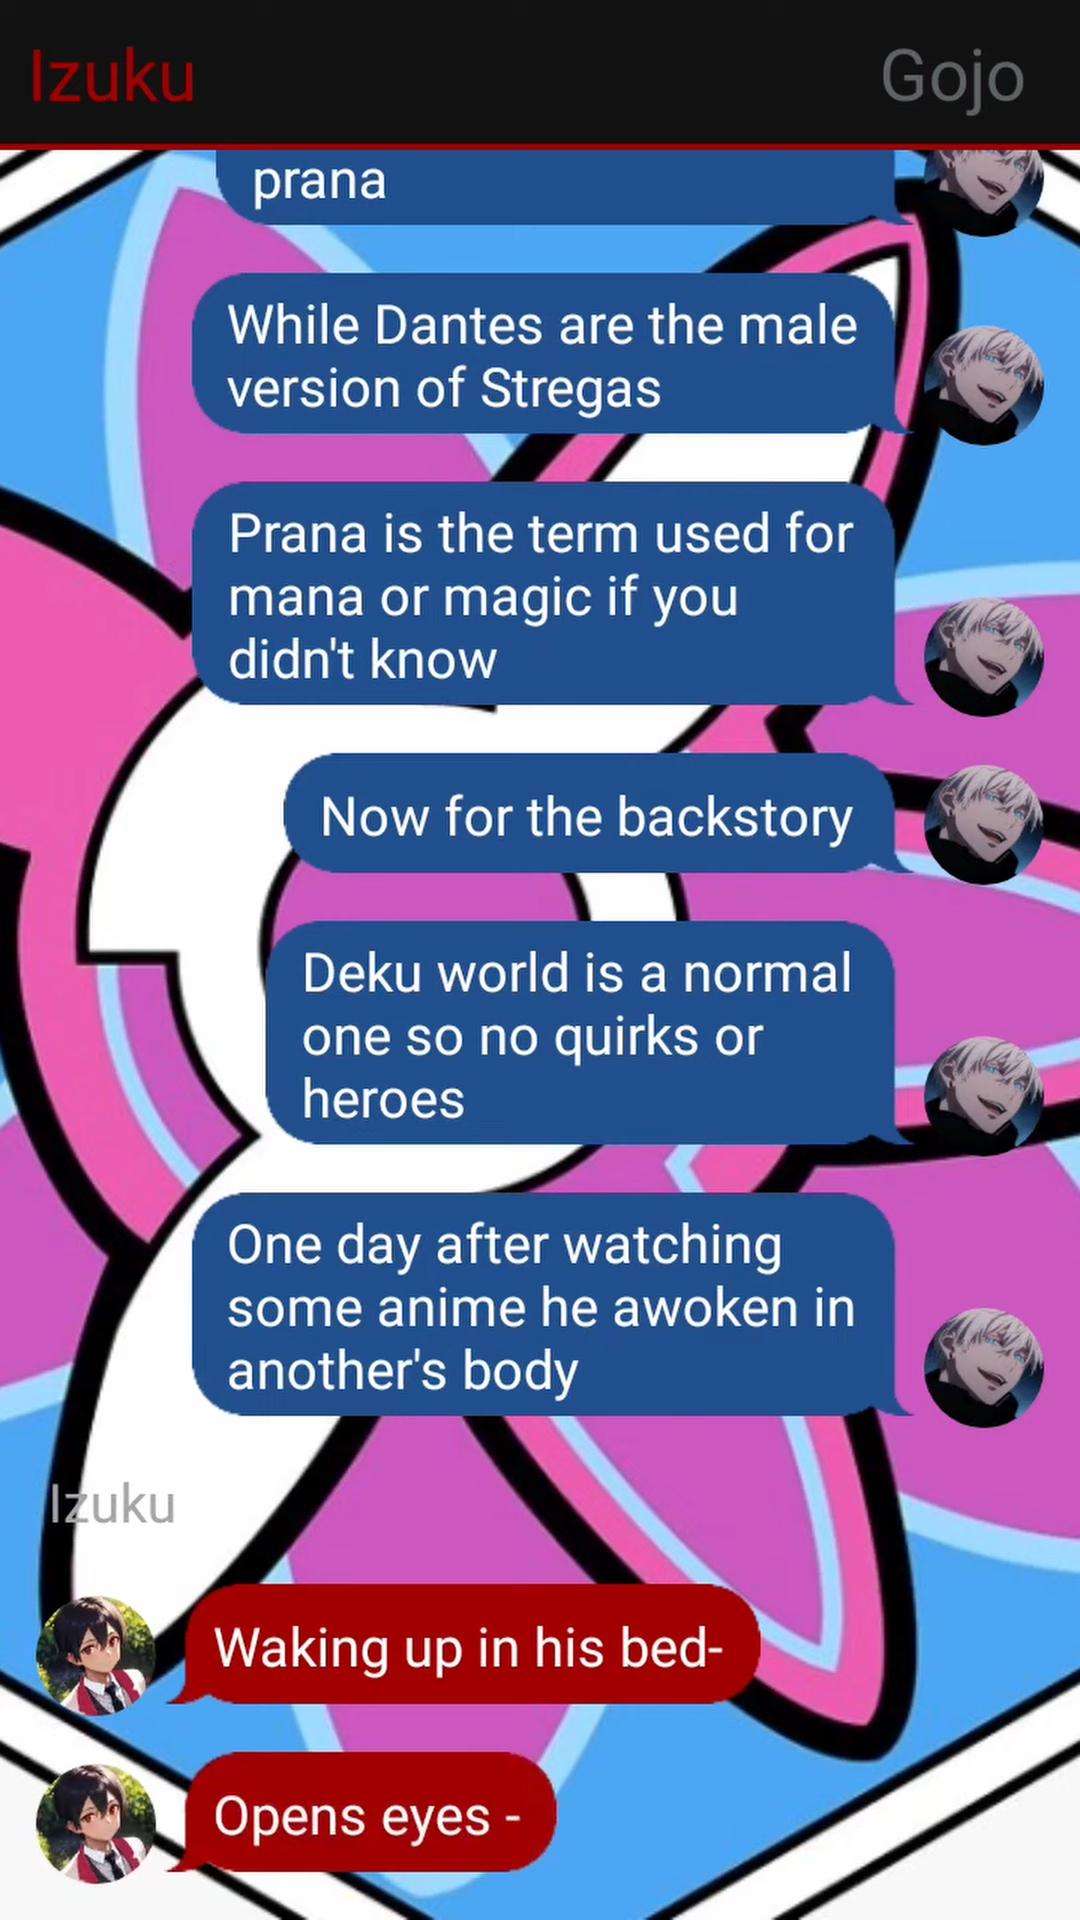 Izuku
Gojo
prana
While Dantes are the male
version of Stregas
Prana is the term used for
mana or magic if you
didn't know
Now for the backstory
Deku world is a normal
one so no quirks or
heroes
One day after watching
some anime he awoken in
another's body
Izuku
Waking up in his bed-
Opens eyes -